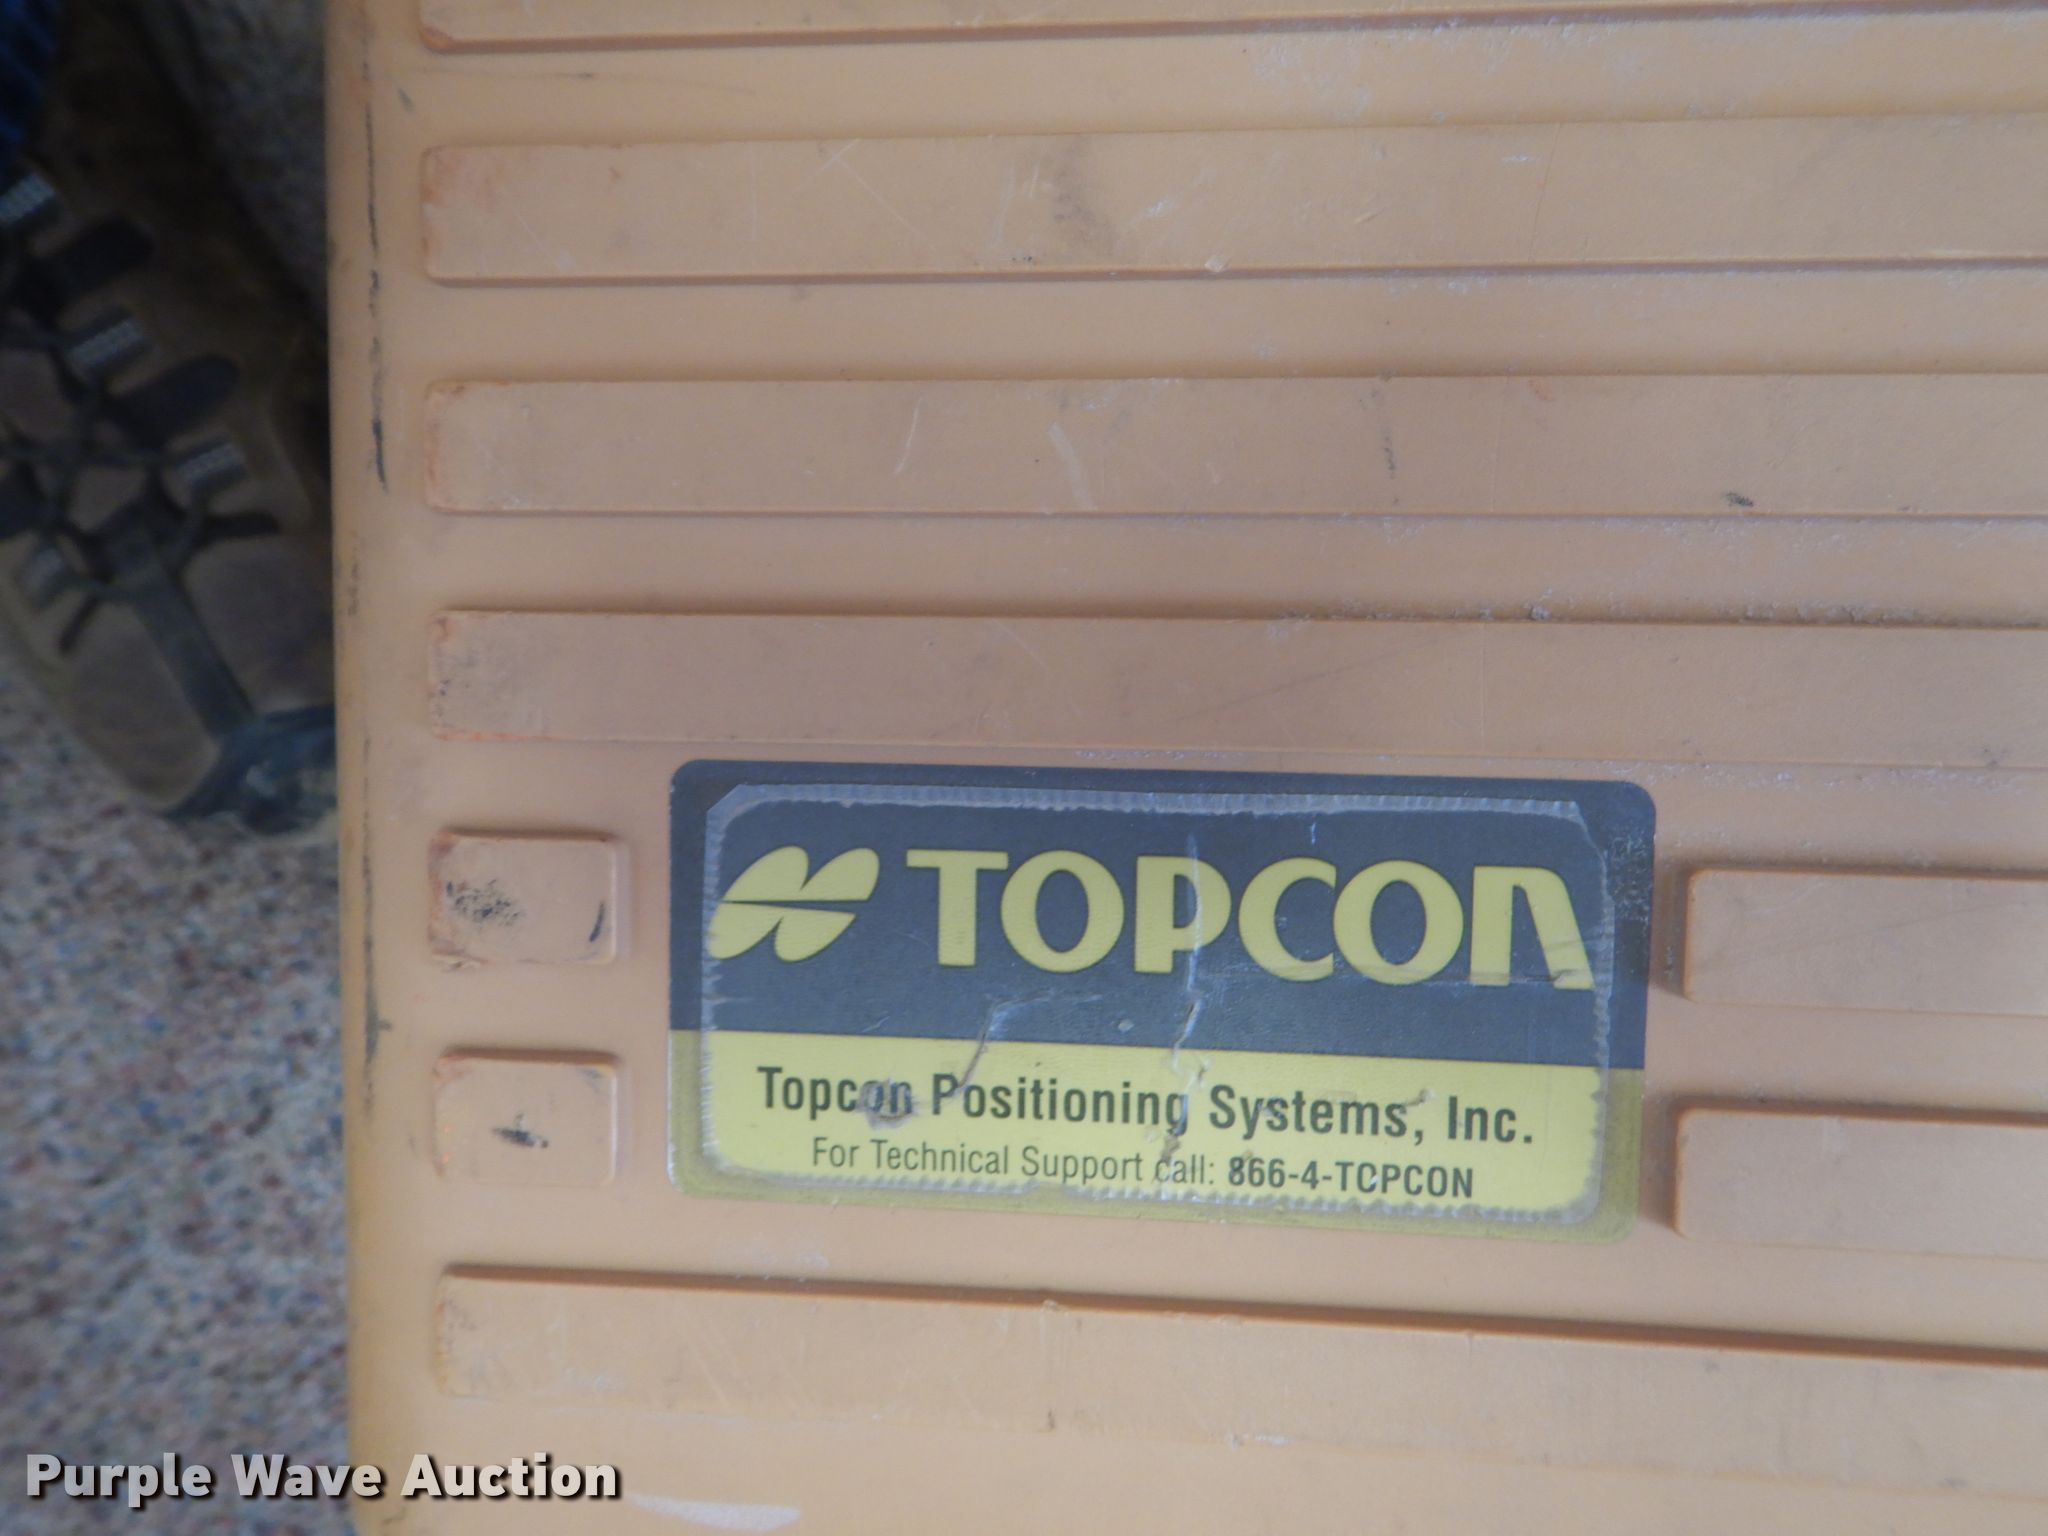 TOPCON
Topcon Positioning Systems, Inc.
For Technical Support call: 866-4-TOPCON
Purple Wave Auction